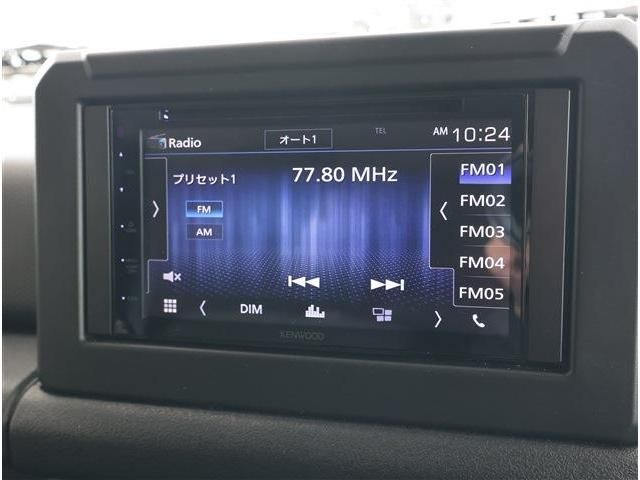 Radio
オート1
TEL
AM 10:24
プリセット1
77.80 MHz
FM
AM
FM01
FM02
FM03
FM04
FM05
DIM
KENWOOD